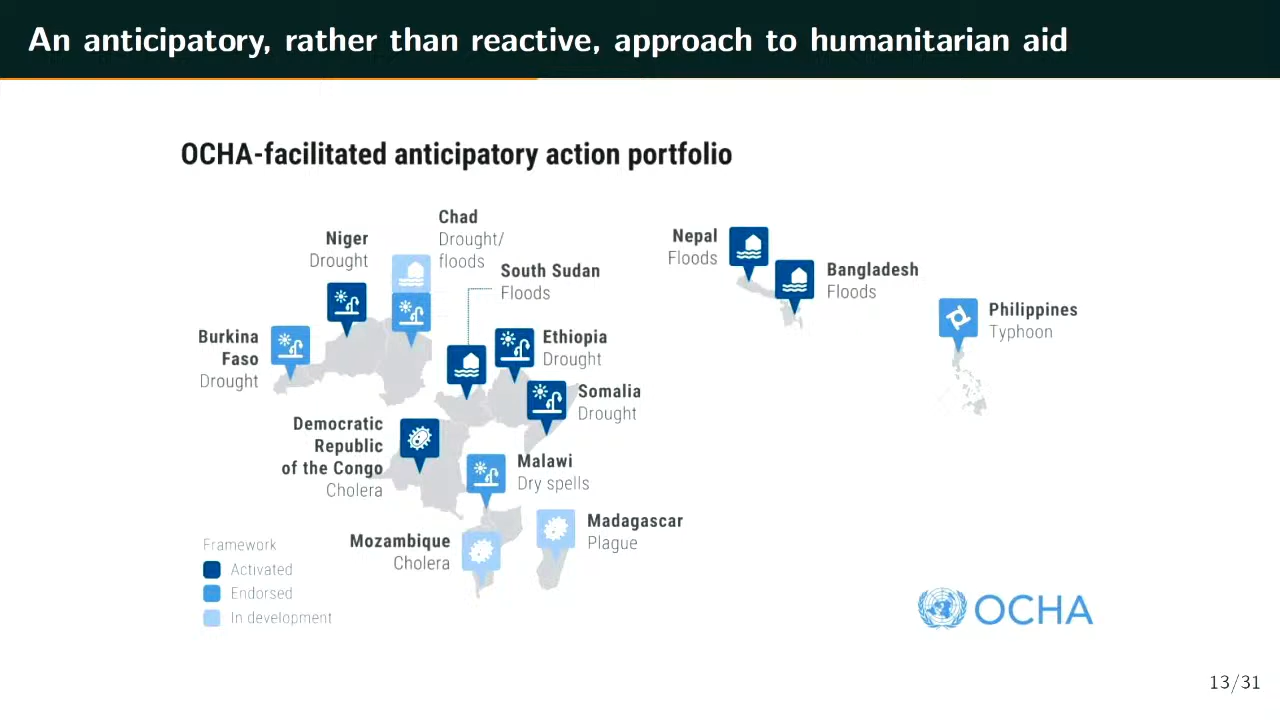 An anticipatory, rather than reactive, approach to humanitarian aid
OCHA-facilitated anticipatory action portfolio
Chad
Drought/
floods
Niger
Drought
South Sudan
Floods
Nepal
Floods
Bangladesh
Floods
Philippines
Typhoon
Burkina
Faso
Drought
Ethiopia
Drought
Somalia
Drought
Democratic
Republic
of the Congo
Cholera
Malawi
Dry spells
Madagascar
Plague
Mozambique
Cholera
Framework
Activated
Endorsed
In development
OCHA
13/31